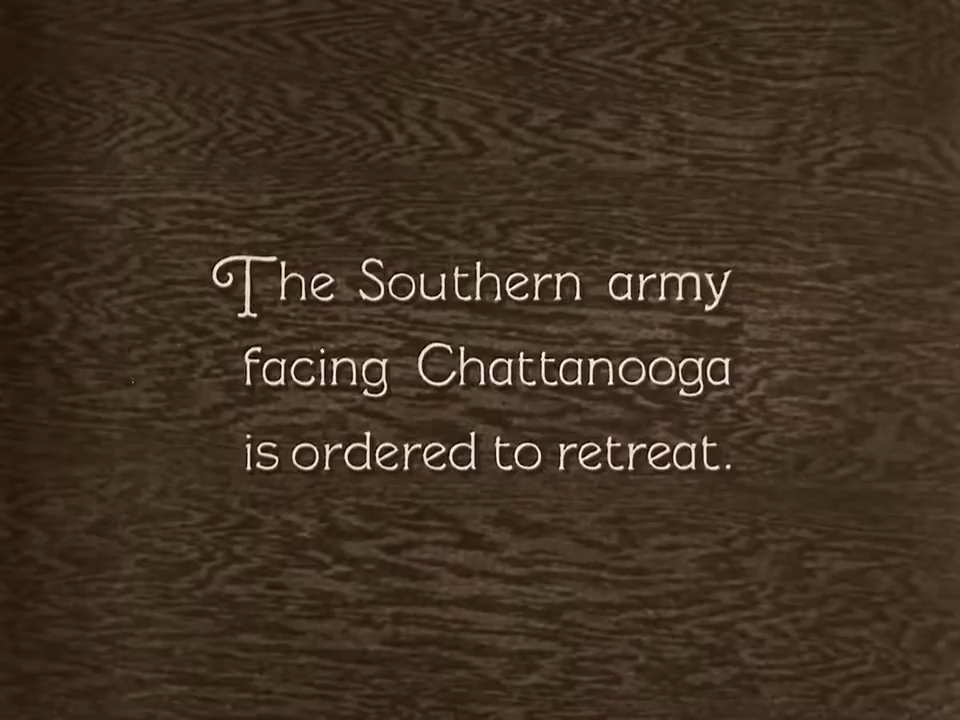 The Southern army
facing Chattanooga
is ordered to retreat.